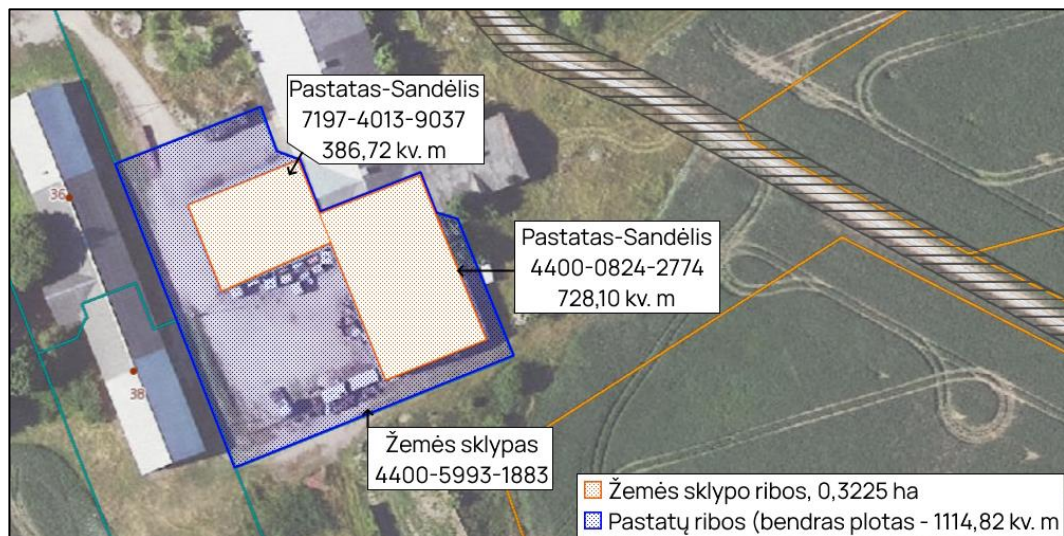 Pastatas-Sandėlis
7197-4013-9037
386,72 kv. m
36
Pastatas-Sandėlis
4400-0824-2774
728,10 kv. m
38
Žemės sklypas
4400-5993-1883
Žemės sklypo ribos, 0,3225 ha
Pastatų ribos (bendras plotas - 1114,82 kv. m